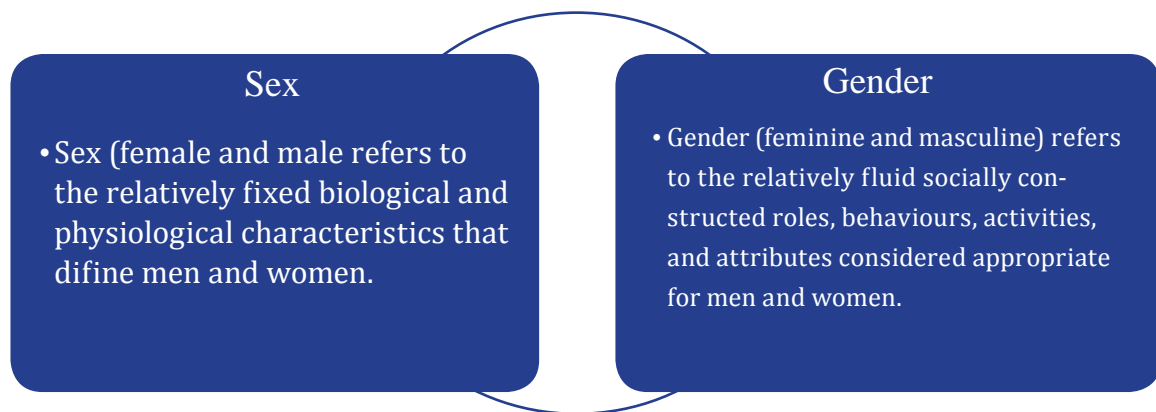 Sex
• Sex (female and male refers to
the relatively fixed biological and
physiological characteristics that
difine men and women.
Gender
• Gender (feminine and masculine) refers
to the relatively fluid socially con-
structed roles, behaviours, activities,
and attributes considered appropriate
for men and women.